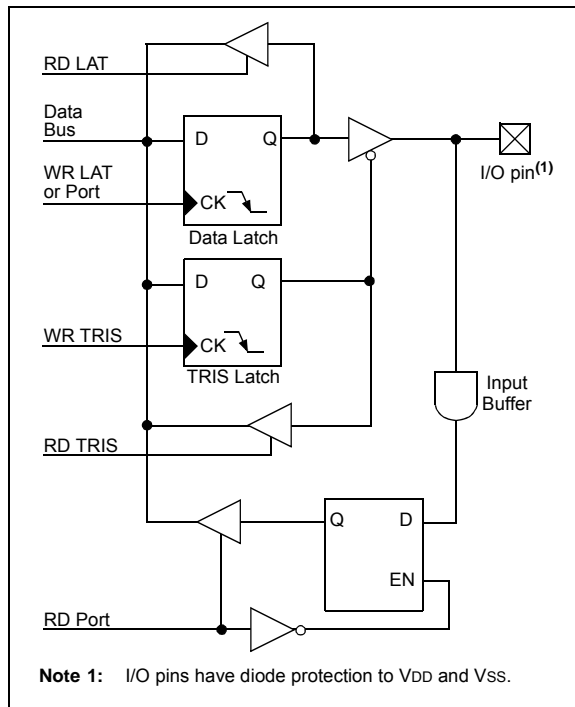 RD LAT
Data
Bus
D Q
WR LAT
or Port
CK
Data Latch
I/O pin(1)
D Q
WR TRIS
CK
TRIS Latch
Input
Buffer
RD TRIS
Q D
EN
RD Port
Note 1: I/O pins have diode protection to VDD and VSS.